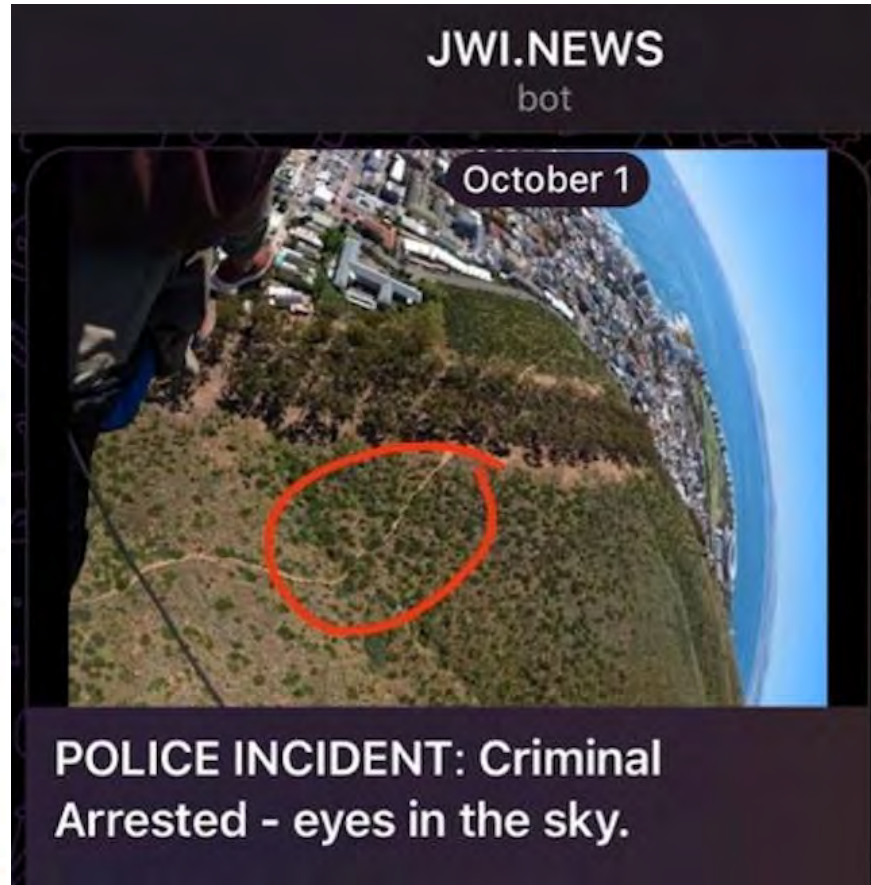 JWI.NEWS
bot
October 1
POLICE INCIDENT: Criminal
Arrested - eyes in the sky.